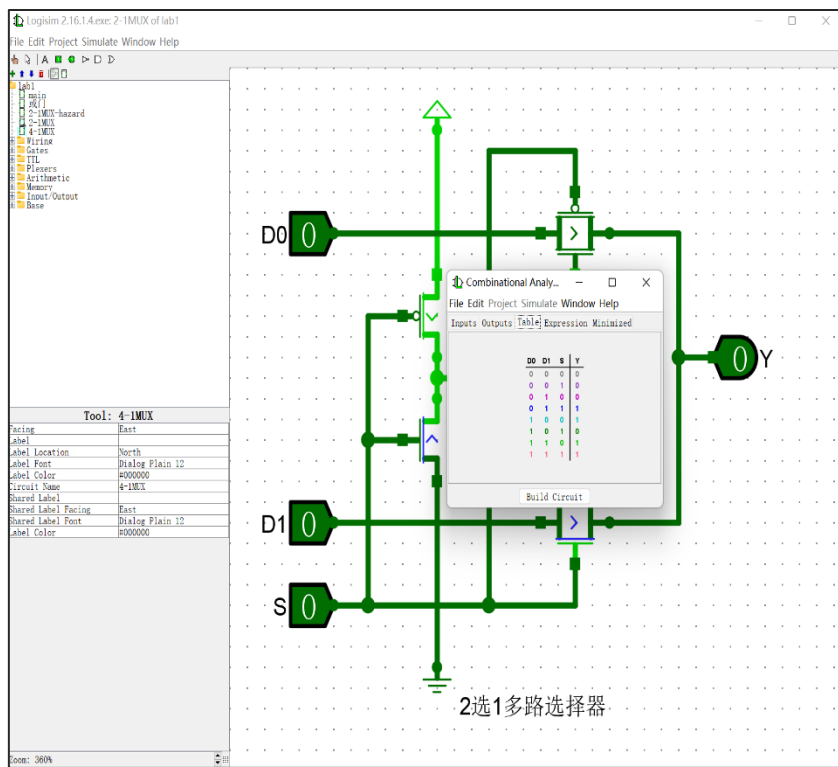 Logisim 2.16.1.4.exe: 2-1MUX of lab1
File Edit Project Simulate Window Help
A
lab1
main
或门
2-1MUX-hazard
2-1MUX
4-1MUX
Wiring
Gates
TTL
Plexers
Arithmetic
Memory
Input/Output
Base
Tool: 4-1MUX
Facing East
Label
Label Location North
Label Font Dialog Plain 12
Label Color #000000
Circuit Name 4-1MUX
Shared Label
Shared Label Facing East
Shared Label Font Dialog Plain 12
Label Color #000000
Zoom: 360%
D0 0
Combinational Analy...
File Edit Project Simulate Window Help
Inputs Outputs Table Expression Minimized
D0 D1 S Y
0 0 0 0
0 0 1 0
0 1 0 0
0 1 1 1
1 0 0 1
1 0 1 0
1 1 0 1
1 1 1 1
Build Circuit
0 Y
D1 0
S 0
2选1多路选择器